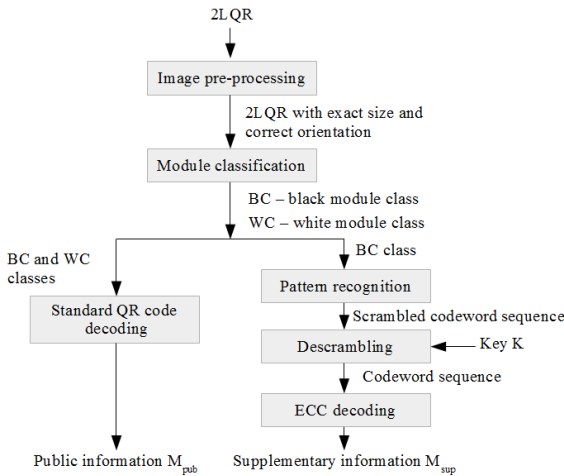 2LQR
Image pre-processing
2LQR with exact size and
correct orientation
Module classification
BC – black module class
WC – white module class
BC and WC
classes
BC class
Pattern recognition
Standard QR code
decoding
Scrambled codeword sequence
Descrambling
Key K
Codeword sequence
ECC decoding
Public information M_pub
Supplementary information M_sup